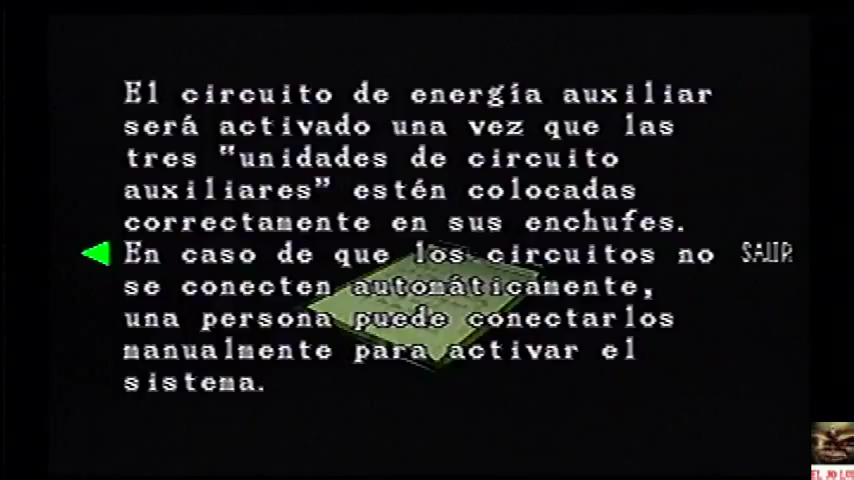 El circuito de energía auxiliar
será activado una vez que las
tres "unidades de circuito
auxiliares" estén colocadas
correctamente en sus enchufes.
En caso de que los circuitos no
SALIR
se conecten automáticamente,
una persona puede conectarlos
manualmente para activar el
sistema.